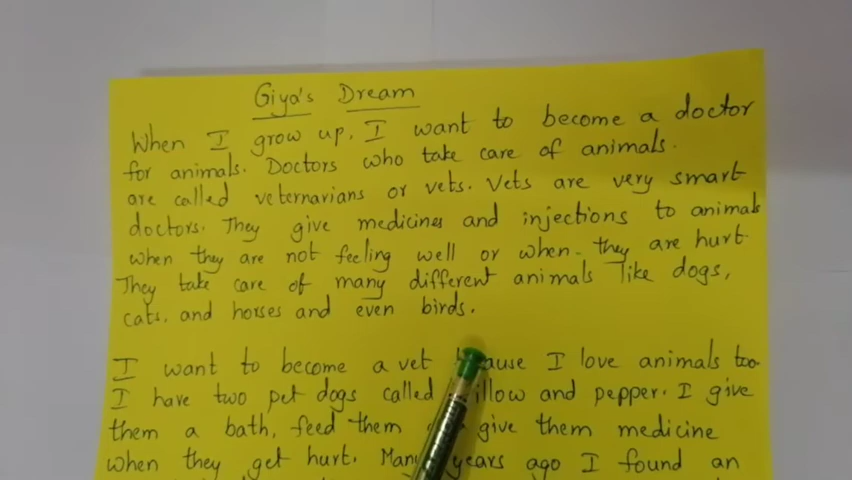 Giya's Dream
When I grow up, I want to become a doctor
for animals. Doctors who take care of animals.
are called veternavians or vets. Vets are very smart
doctors. They give medicines and injections to animals
when they are not feeling well or when they are hurt.
They take care of many different animals like dogs,
cats, and horses and even birds.
I want to become a vet because I love animals too.
I have two pet dogs called and pepper. I give
them a bath, feed them give them medicine
when they get hurt. Many years ago I found an